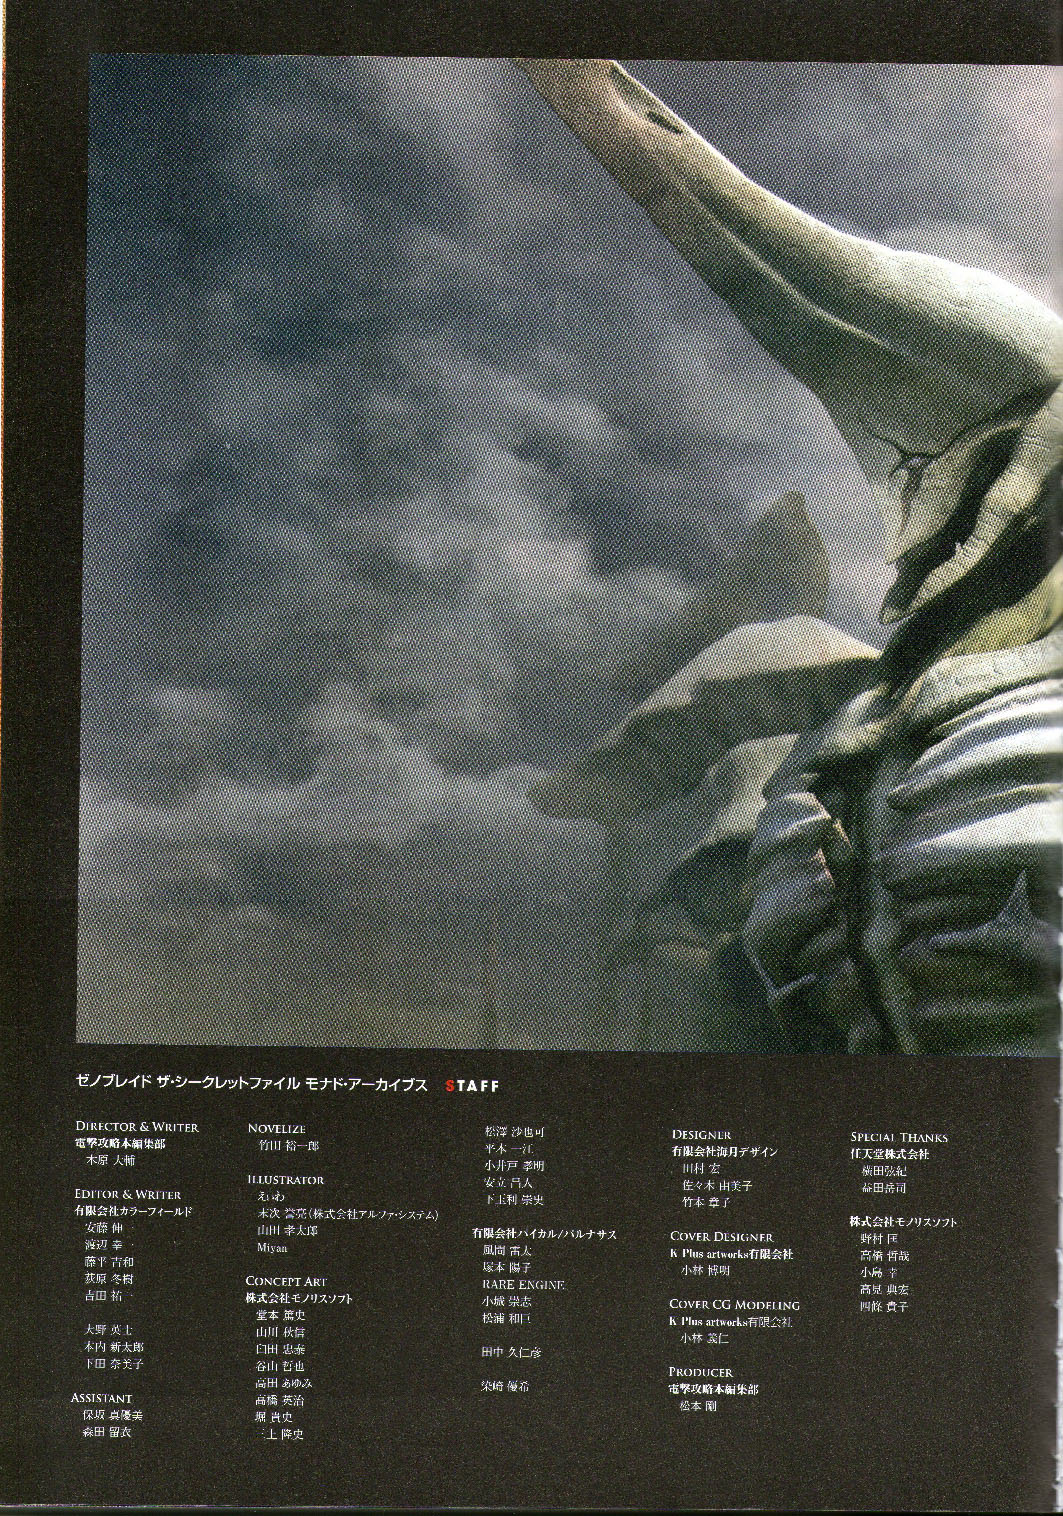 ゼノブレイド ザ・シークレットファイル モナド・アーカイブス STAFF
DIRECTOR & WRITER
電撃攻略本編集部
木原 大輔
EDITOR & WRITER
有限会社カラーフィールド
安藤 伸一
渡辺 幸一
藤平 吉和
荻原 冬樹
吉田 祐一
大野 英士
木内 新太郎
下田 奈美子
ASSISTANT
保坂 真優美
森田 留衣
NOVELIZE
竹田 裕一郎
ILLUSTRATOR
えぃわ
末次 誉亮(株式会社アルファ・システム)
山田 孝太郎
Miyan
CONCEPT ART
株式会社モノリスソフト
堂本 篤史
山川 秋信
臼田 忠泰
谷山 哲也
高田 あゆみ
高橋 英治
堀 貴史
三上 隆史
松澤 沙也可
平本 一江
小井戸 孝明
安立 昌人
下玉利 崇史
有限会社バイカル/バルナサス
風間 雷太
塚本 陽子
RARE ENGINE
小城 崇志
松浦 和巨
田中 久仁彦
染崎 優希
DESIGNER
有限会社海月デザイン
田村 宏
佐々木 由美子
竹本 章子
COVER DESIGNER
K Plus artworks有限会社
小林 博明
COVER CG MODELING
K Plus artworks有限会社
小林 義仁
PRODUCER
電撃攻略本編集部
松本 剛
SPECIAL THANKS
任天堂株式会社
横田弦紀
益田岳司
株式会社モノリスソフト
野村 匡
高橋 哲哉
小島 幸
高見 典宏
四條 貴子